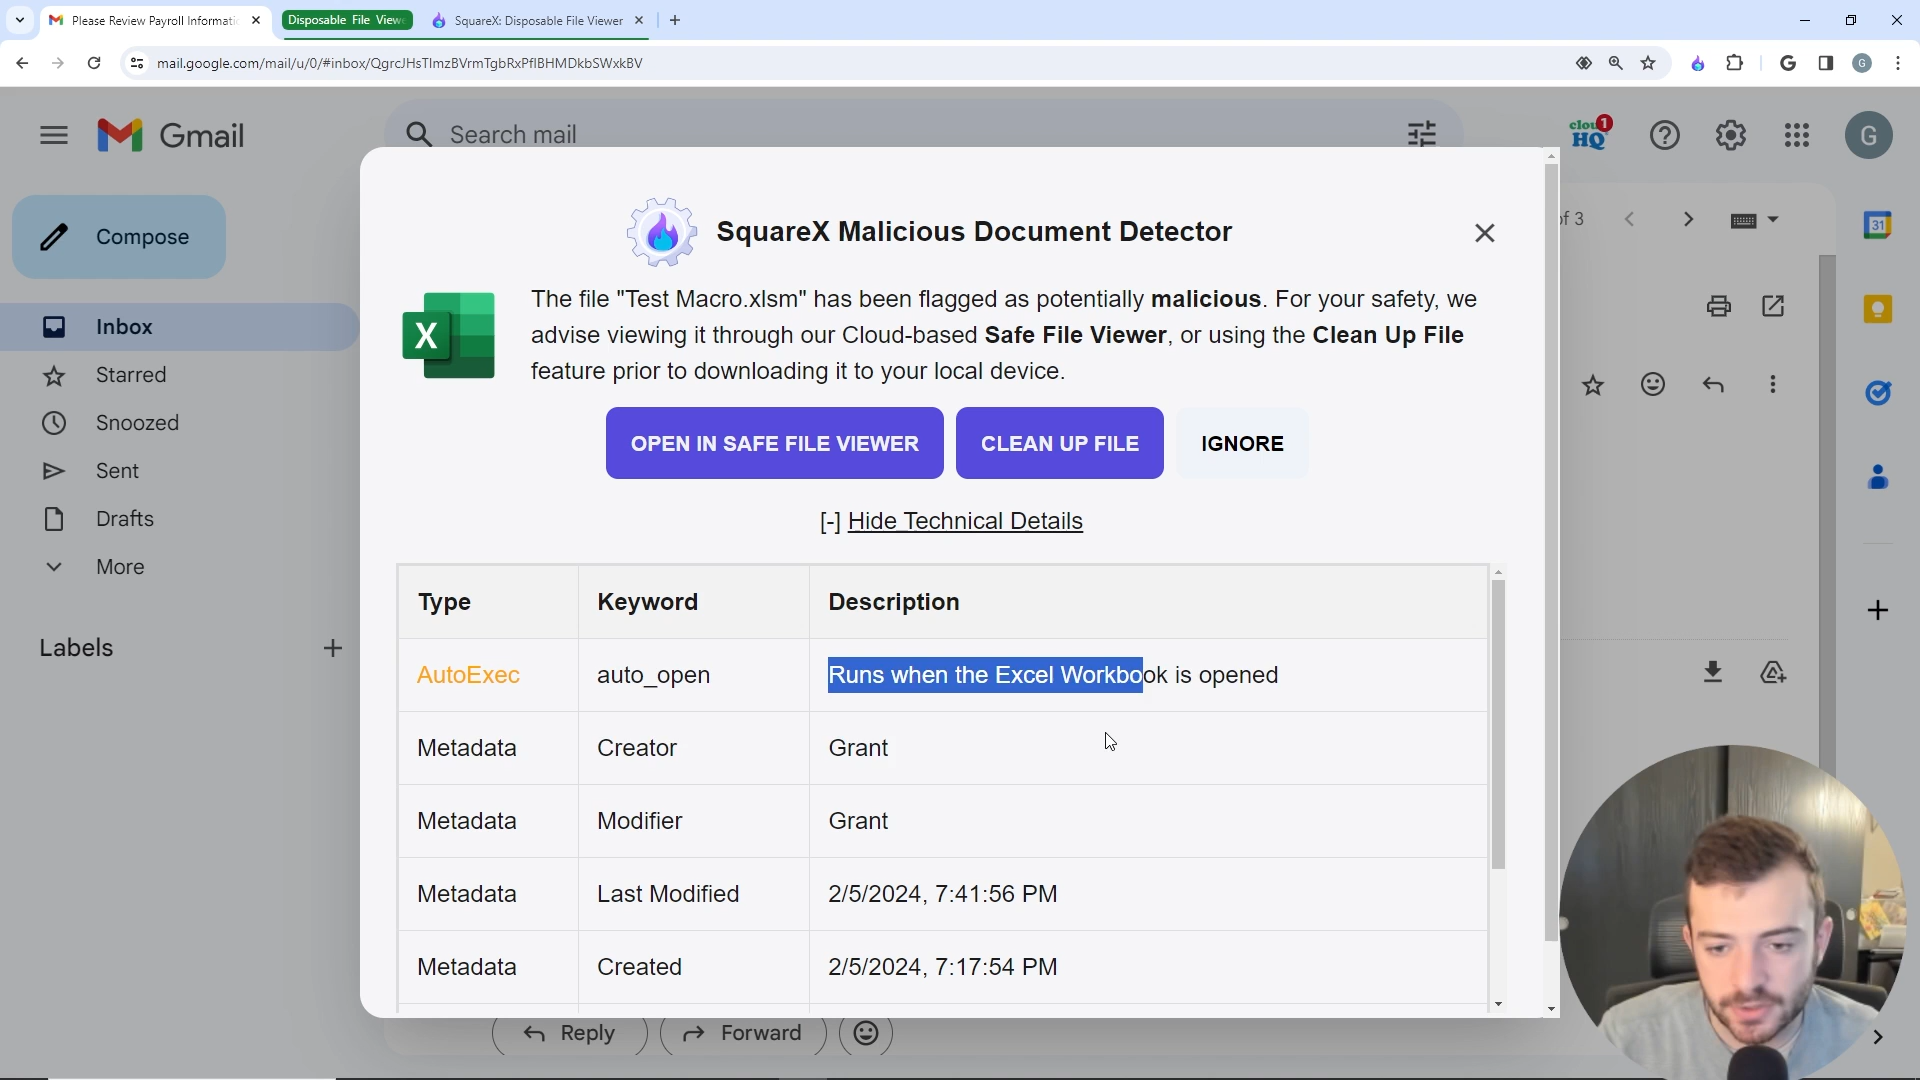 Please Review Payroll Informati
Disposable File View
SquareX: Disposable File Viewer
mail.google.com/mail/u/0/#inbox/QgrcJHsTlmzBVrmTgbRxPflBHMDkbSWxkBV
G
G
Gmail
Search mail
HQ
1
G
Compose
SquareX Malicious Document Detector
of 3
31
X
The file "Test Macro.xlsm" has been flagged as potentially malicious. For your safety, we
advise viewing it through our Cloud-based Safe File Viewer, or using the Clean Up File
feature prior to downloading it to your local device.
Inbox
Starred
Snoozed
Sent
Drafts
More
Labels
OPEN IN SAFE FILE VIEWER
CLEAN UP FILE
IGNORE
[-] Hide Technical Details
Type Keyword Description
AutoExec auto_open Runs when the Excel Workbook is opened
Metadata Creator Grant
Metadata Modifier Grant
Metadata Last Modified 2/5/2024, 7:41:56 PM
Metadata Created 2/5/2024, 7:17:54 PM
Reply
Forward